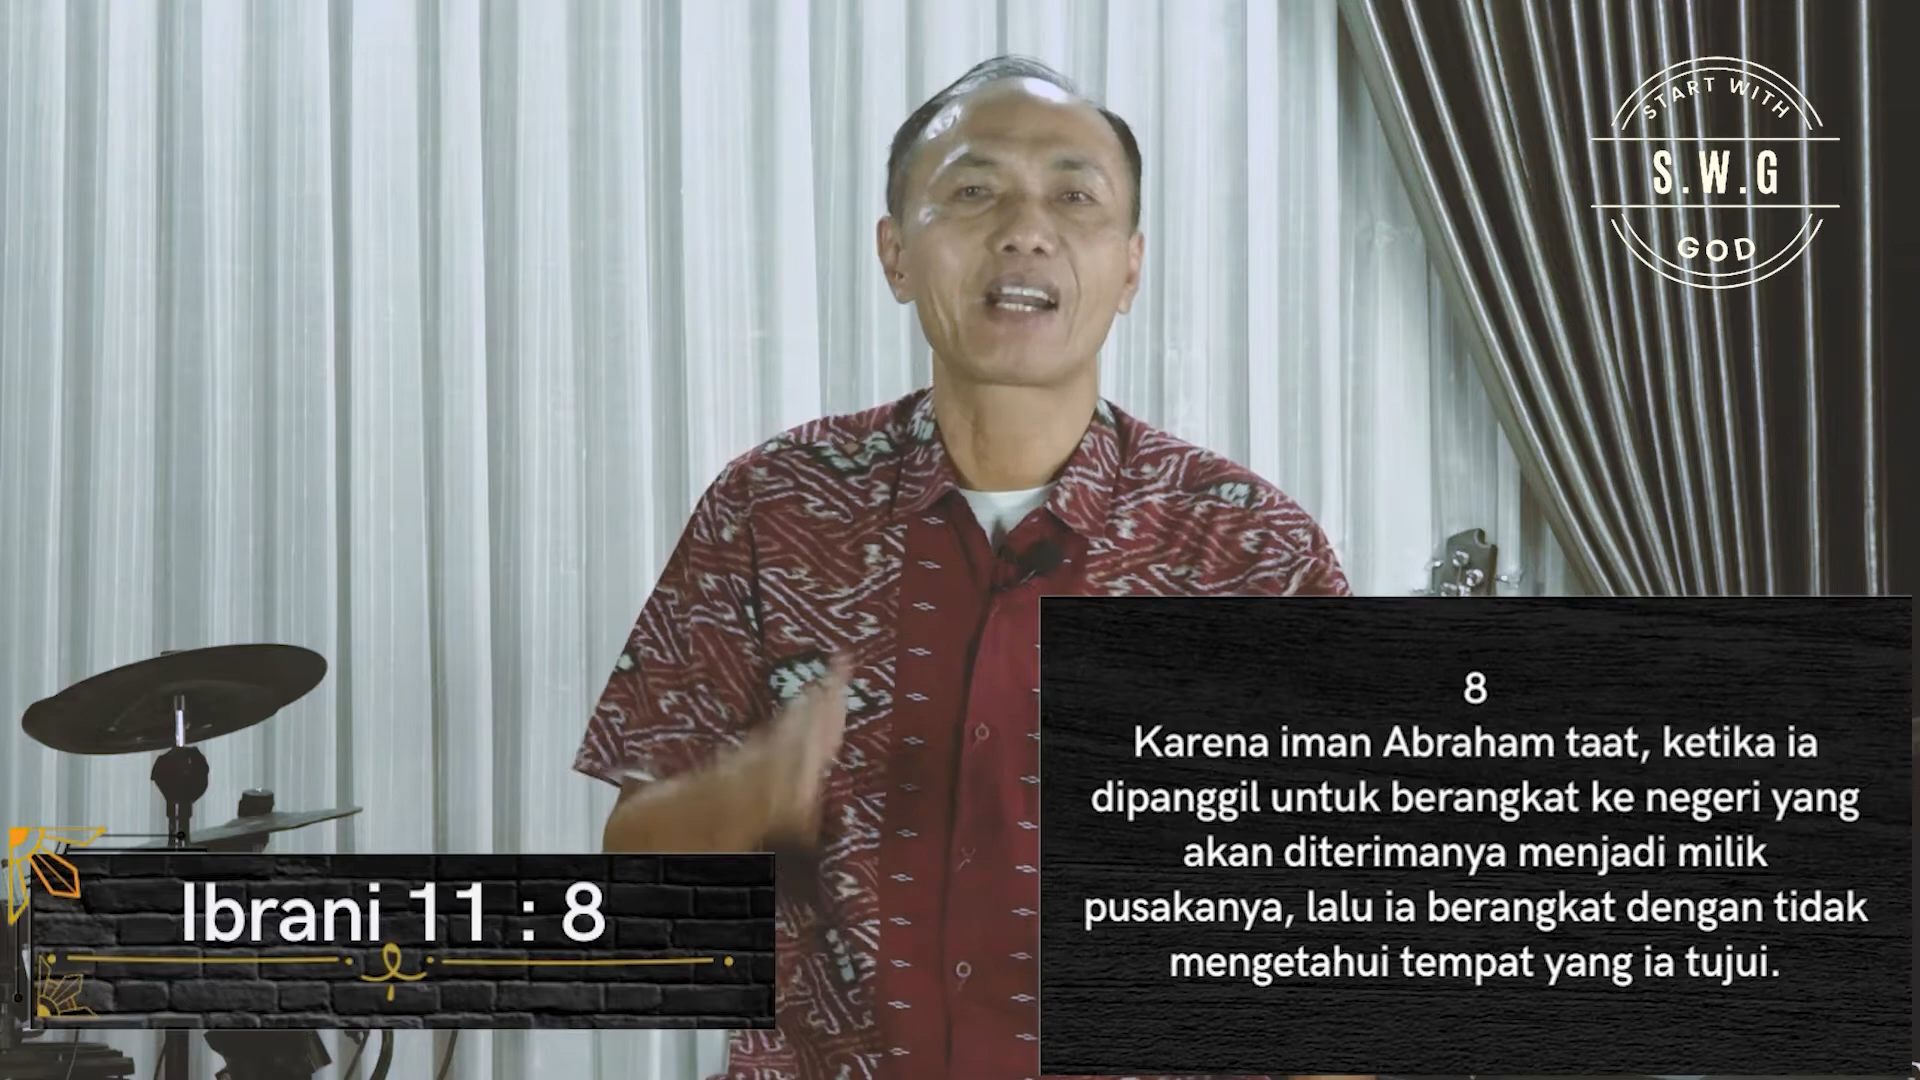 START WITH
S.W.G
GOD
8
Karena iman Abraham taat, ketika ia
dipanggil untuk berangkat ke negeri yang
akan diterimanya menjadi milik
pusakanya, lalu ia berangkat dengan tidak
mengetahui tempat yang ia tujui.
Ibrani 11 : 8